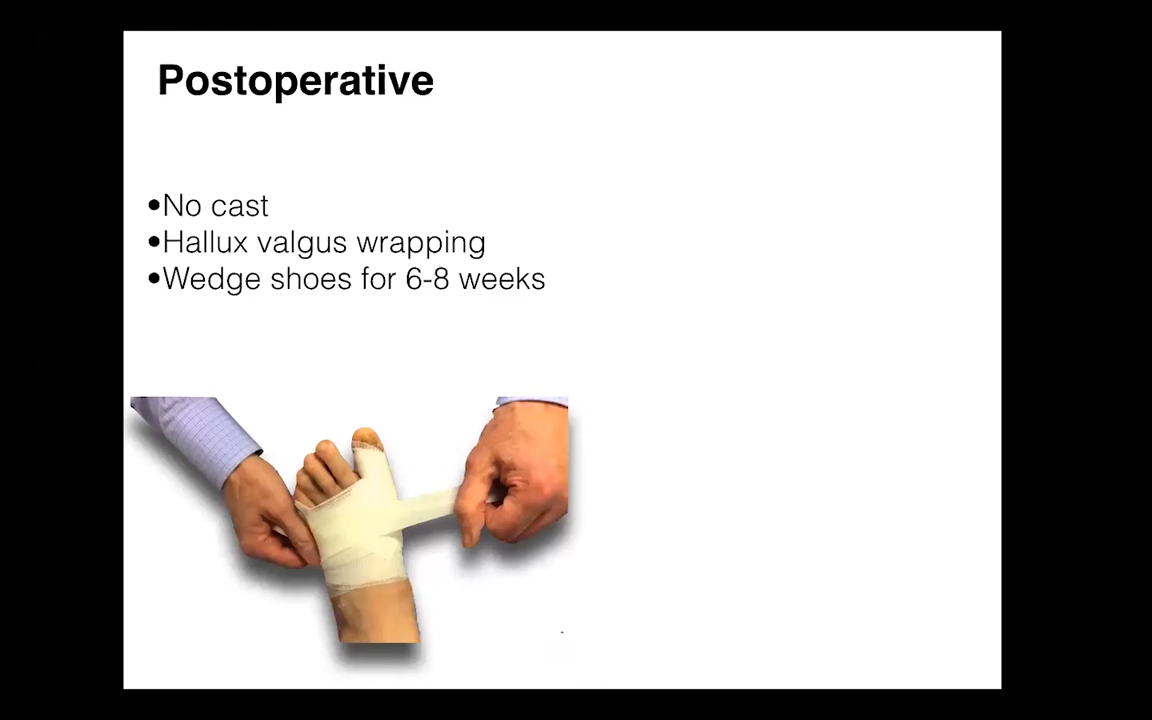 Postoperative
•No cast
•Hallux valgus wrapping
•Wedge shoes for 6-8 weeks